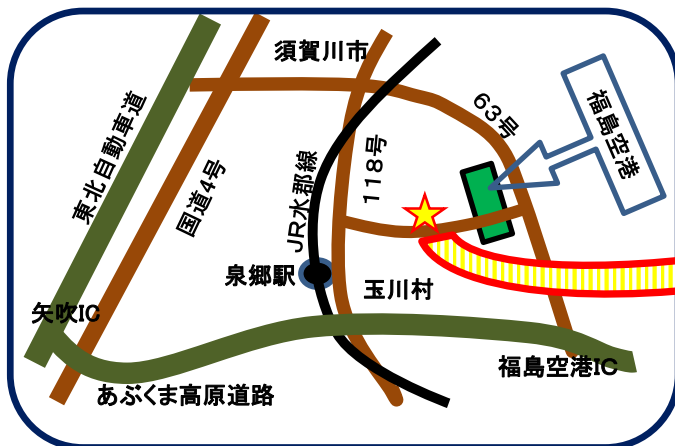 須賀川市
63号
福島空港
東北自動車道
国道4号
JR水郡線
118号
泉郷駅
玉川村
矢吹IC
福島空港IC
あぶくま高原道路